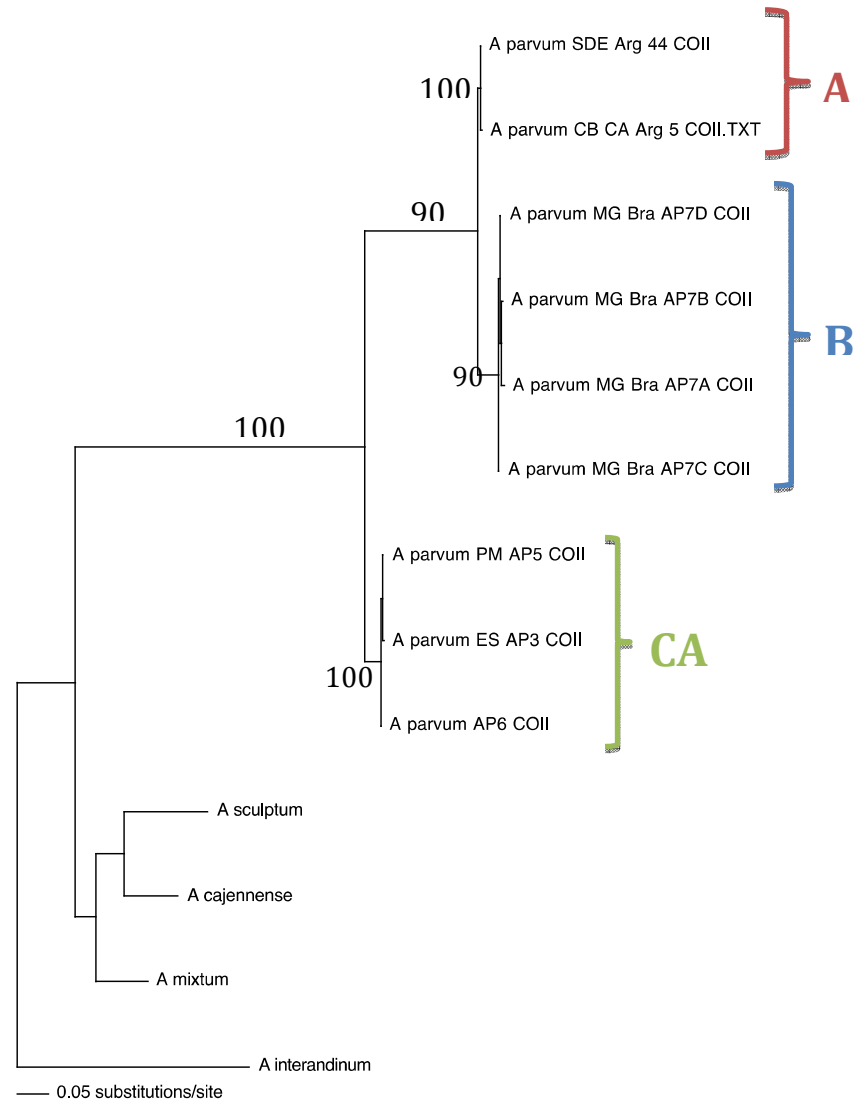 A parvum SDE Arg 44 COII
100
A
A parvum CB CA Arg 5 COII.TXT
90
A parvum MG Bra AP7D COII
A parvum MG Bra AP7B COII
B
90
A parvum MG Bra AP7A COII
100
A parvum MG Bra AP7C COII
A parvum PM AP5 COII
A parvum ES AP3 COII
CA
100
A parvum AP6 COII
A sculptum
A cajennense
A mixtum
A interandinum
0.05 substitutions/site